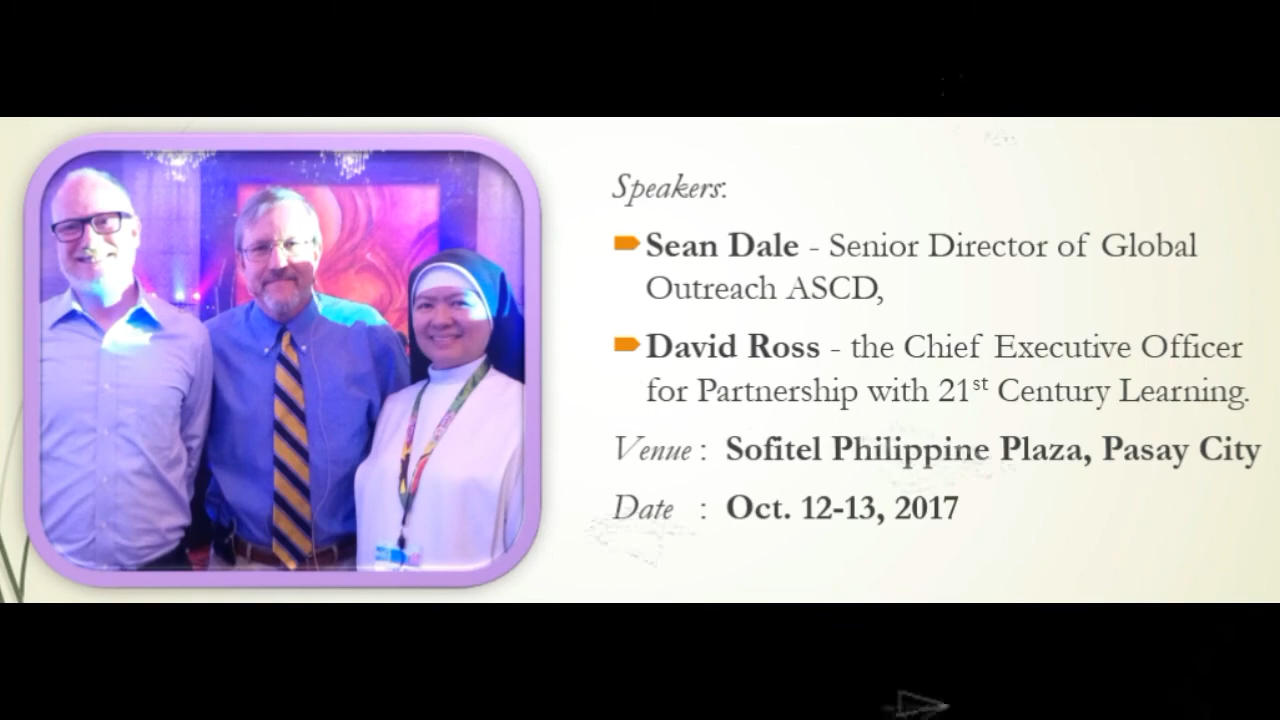 Speakers:
Sean Dale - Senior Director of Global
Outreach ASCD,
David Ross - the Chief Executive Officer
for Partnership with 21st Century Learning.
Venue : Sofitel Philippine Plaza, Pasay City
Date : Oct. 12-13, 2017